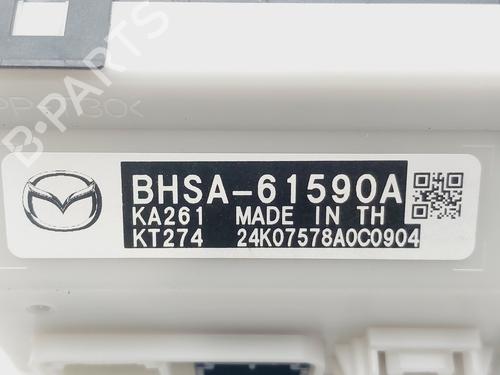 BHSA-61590A
KA261 MADE IN TH
KT274 24K07578A0C0904
B-PARTS